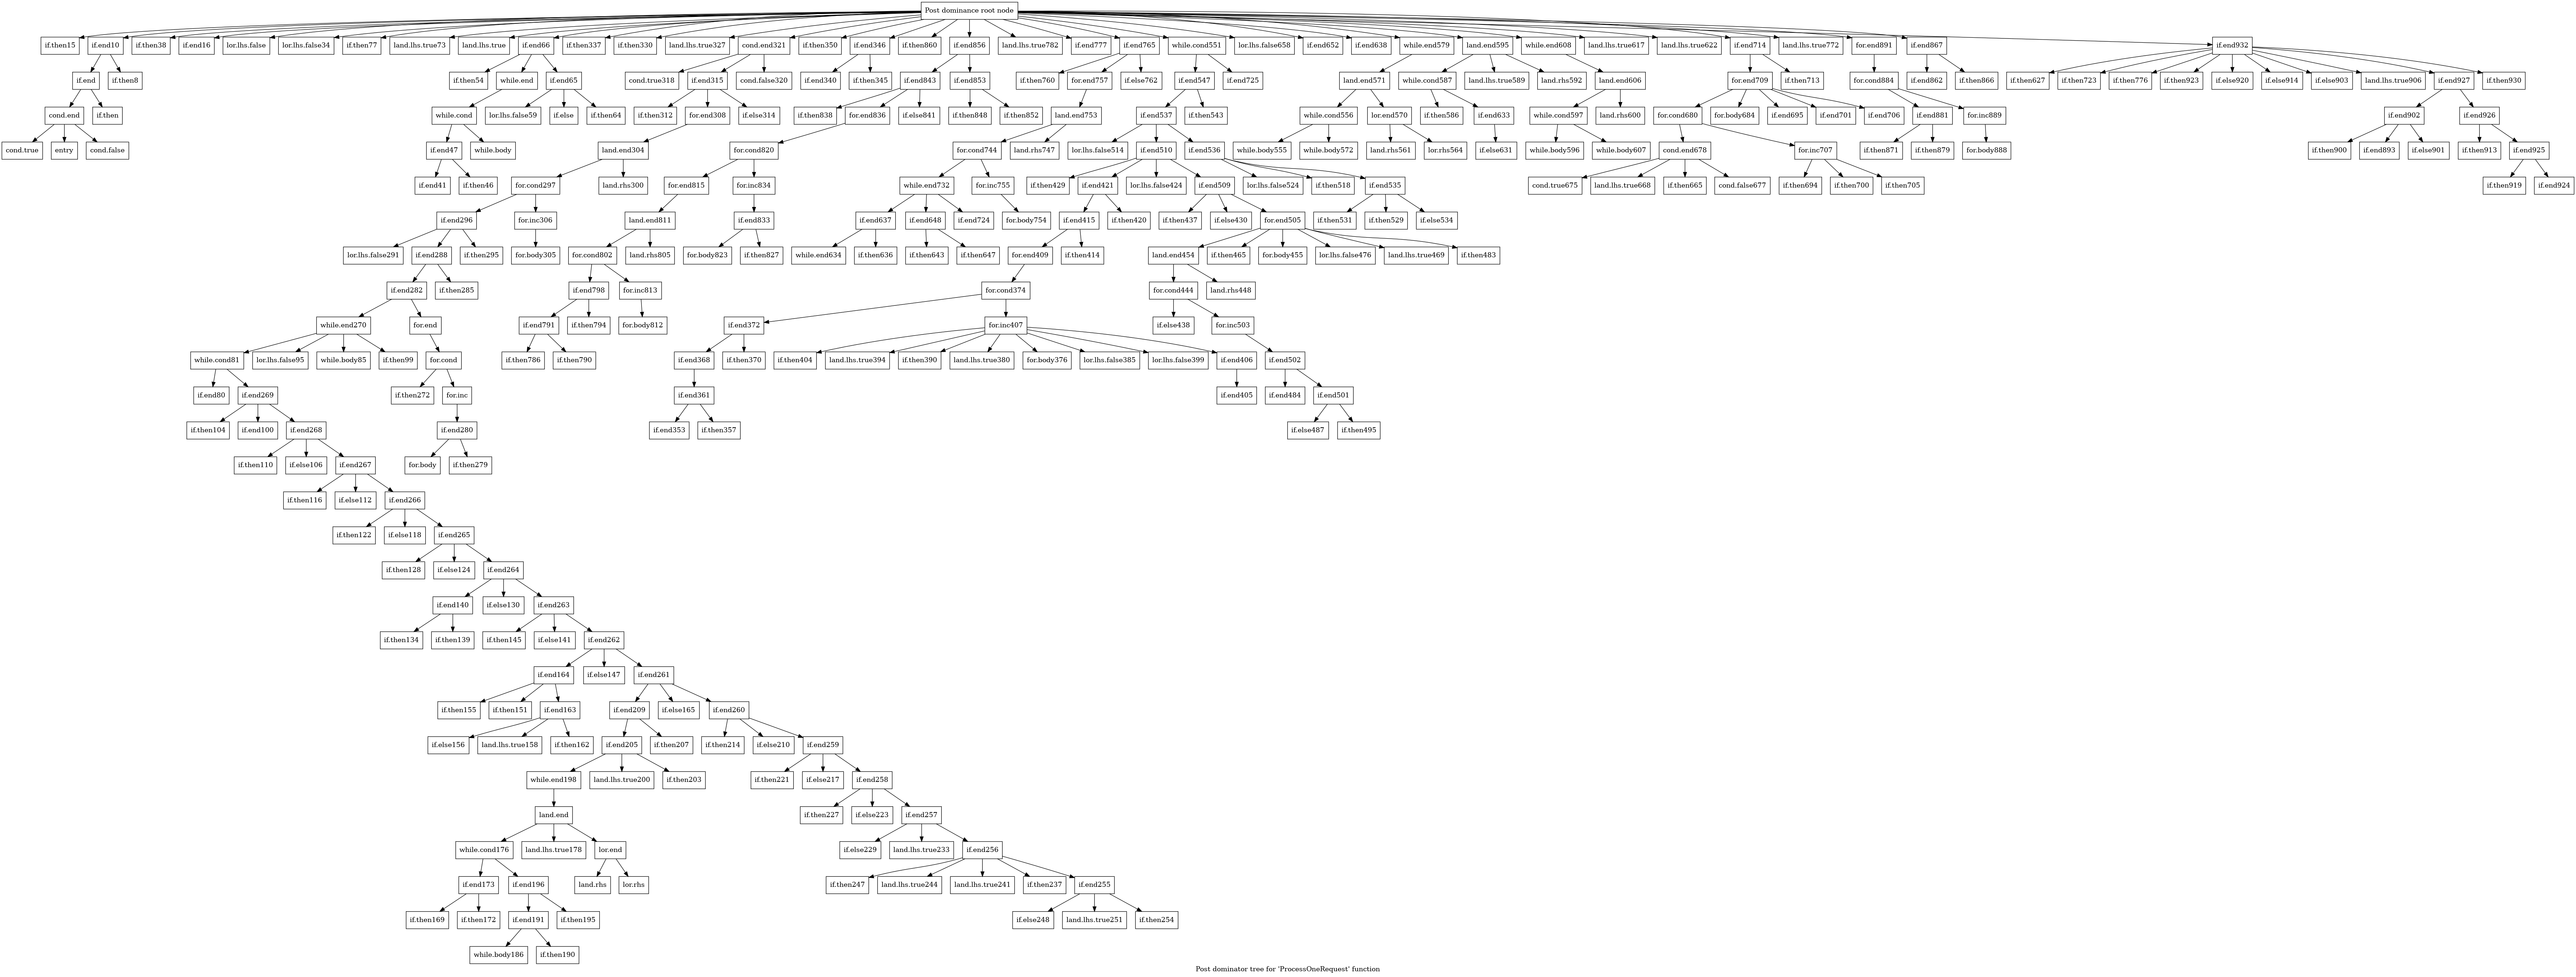 Post dominance root node
if.then15
if.end10
if.then38
if.end16
lor.lhs.false
lor.lhs.false34
if.then77
land.lhs.true73
land.lhs.true
if.end66
if.then337
if.then330
land.lhs.true327
cond.end321
if.then350
if.end346
if.then860
if.end856
land.lhs.true782
if.end777
if.end765
while.cond551
lor.lhs.false658
if.end652
if.end638
while.end579
land.end595
while.end608
land.lhs.true617
land.lhs.true622
if.end714
land.lhs.true772
for.end891
if.end867
if.end932
if.end
if.then8
if.then54
while.end
if.end65
cond.true318
if.end315
cond.false320
if.end340
if.then345
if.end843
if.end853
if.then760
for.end757
if.else762
if.end547
if.end725
land.end571
while.cond587
land.lhs.true589
land.rhs592
land.end606
for.end709
if.then713
for.cond884
if.end862
if.then866
if.then627
if.then723
if.then776
if.then923
if.else920
if.else914
if.else903
land.lhs.true906
if.end927
if.then930
cond.end
if.then
while.cond
lor.lhs.false59
if.else
if.then64
if.then312
for.end308
if.else314
if.then838
for.end836
if.else841
if.then848
if.then852
land.end753
if.end537
if.then543
while.cond556
lor.end570
if.then586
if.end633
while.cond597
land.rhs600
for.cond680
for.body684
if.end695
if.end701
if.end706
if.end881
for.inc889
if.end902
if.end926
cond.true
entry
cond.false
if.end47
while.body
land.end304
for.cond820
for.cond744
land.rhs747
lor.lhs.false514
if.end510
if.end536
while.body555
while.body572
land.rhs561
lor.rhs564
if.else631
while.body596
while.body607
cond.end678
for.inc707
if.then871
if.then879
for.body888
if.then900
if.end893
if.else901
if.then913
if.end925
if.end41
if.then46
for.cond297
land.rhs300
for.end815
for.inc834
while.end732
for.inc755
if.then429
if.end421
lor.lhs.false424
if.end509
lor.lhs.false524
if.then518
if.end535
cond.true675
land.lhs.true668
if.then665
cond.false677
if.then694
if.then700
if.then705
if.then919
if.end924
if.end296
for.inc306
land.end811
if.end833
if.end637
if.end648
if.end724
for.body754
if.end415
if.then420
if.then437
if.else430
for.end505
if.then531
if.then529
if.else534
lor.lhs.false291
if.end288
if.then295
for.body305
for.cond802
land.rhs805
for.body823
if.then827
while.end634
if.then636
if.then643
if.then647
for.end409
if.then414
land.end454
if.then465
for.body455
lor.lhs.false476
land.lhs.true469
if.then483
if.end282
if.then285
if.end798
for.inc813
for.cond374
for.cond444
land.rhs448
while.end270
for.end
if.end791
if.then794
for.body812
if.end372
for.inc407
if.else438
for.inc503
while.cond81
lor.lhs.false95
while.body85
if.then99
for.cond
if.then786
if.then790
if.end368
if.then370
if.then404
land.lhs.true394
if.then390
land.lhs.true380
for.body376
lor.lhs.false385
lor.lhs.false399
if.end406
if.end502
if.end80
if.end269
if.then272
for.inc
if.end361
if.end405
if.end484
if.end501
if.then104
if.end100
if.end268
if.end280
if.end353
if.then357
if.else487
if.then495
if.then110
if.else106
if.end267
for.body
if.then279
if.then116
if.else112
if.end266
if.then122
if.else118
if.end265
if.then128
if.else124
if.end264
if.end140
if.else130
if.end263
if.then134
if.then139
if.then145
if.else141
if.end262
if.end164
if.else147
if.end261
if.then155
if.then151
if.end163
if.end209
if.else165
if.end260
if.else156
land.lhs.true158
if.then162
if.end205
if.then207
if.then214
if.else210
if.end259
while.end198
land.lhs.true200
if.then203
if.then221
if.else217
if.end258
land.end
if.then227
if.else223
if.end257
while.cond176
land.lhs.true178
lor.end
if.else229
land.lhs.true233
if.end256
if.end173
if.end196
land.rhs
lor.rhs
if.then247
land.lhs.true244
land.lhs.true241
if.then237
if.end255
if.then169
if.then172
if.end191
if.then195
if.else248
land.lhs.true251
if.then254
while.body186
if.then190
Post dominator tree for 'ProcessOneRequest' function